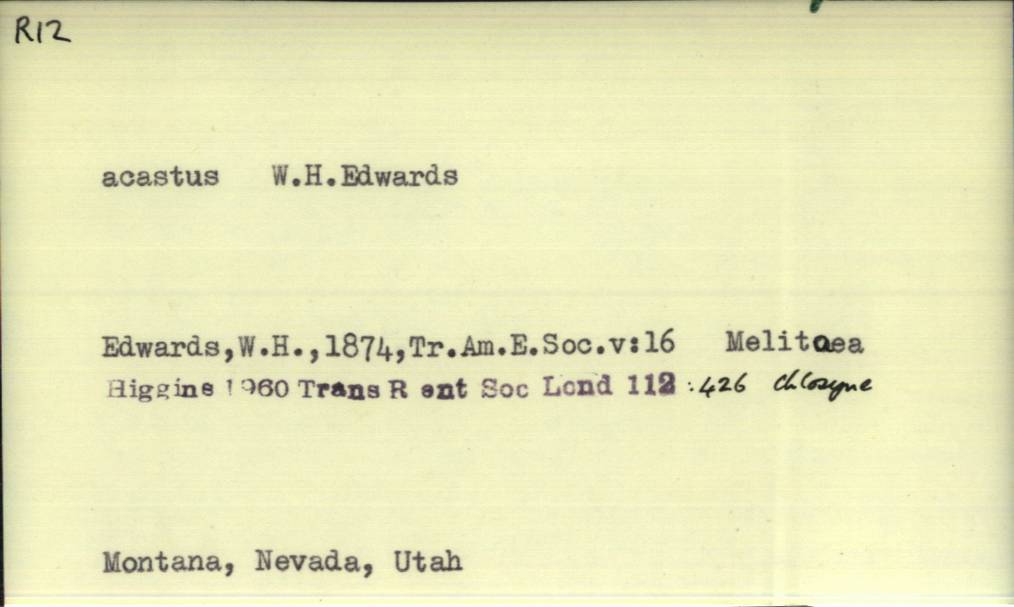 R12
acastus W.H.Edwards
Edwards,W.H.,1874,Tr.Am.E.Soc.v:16 Melitaea
Higgins 1960 Trans R ent Soc Lond 112 :426 Chlosyne
Montana, Nevada, Utah